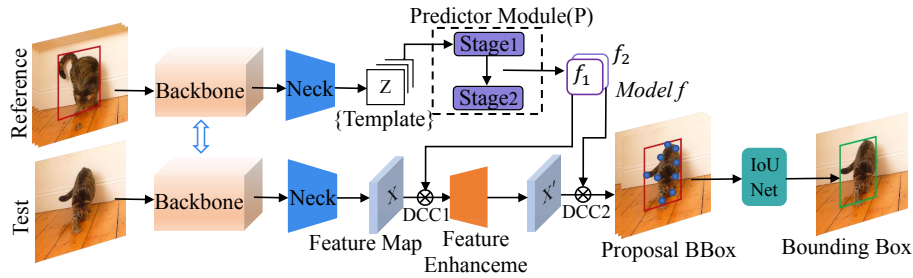 Predictor Module(P)
Reference
Backbone
Neck
Z
{Template}
Stage1
Stage2
f1
f2
Model f
Test
Backbone
Neck
X
Feature Map
DCC1
Feature
Enhanceme
X'
DCC2
Proposal BBox
IoU
Net
Bounding Box